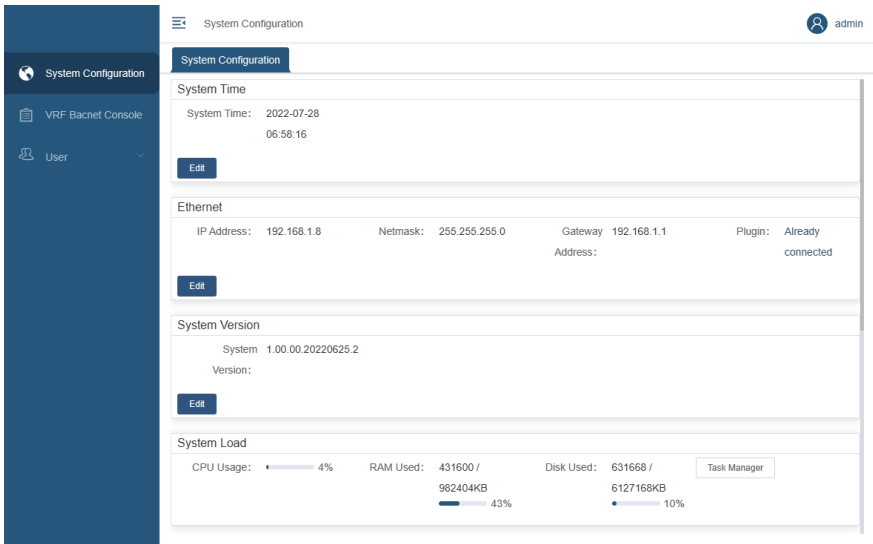 System Configuration
admin
System Configuration
VRF Bacnet Console
User
System Configuration
System Time
System Time: 2022-07-28
06:58:16
Edit
Ethernet
IP Address: 192.168.1.8 Netmask: 255.255.255.0 Gateway 192.168.1.1 Plugin: Already
Address: connected
Edit
System Version
System 1.00.00.20220625.2
Version:
Edit
System Load
CPU Usage: 4% RAM Used: 431600 / Disk Used: 631668 / Task Manager
982404KB 6127168KB
43% 10%